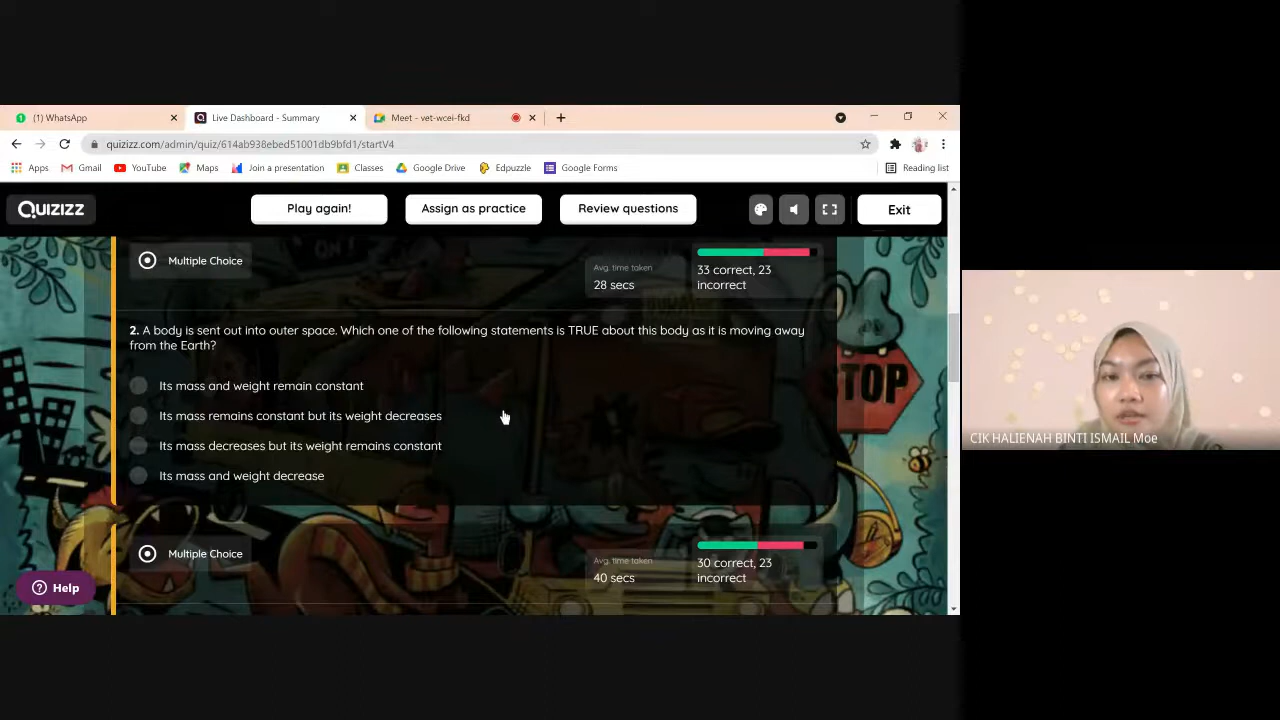 (1) WhatsApp
Live Dashboard - Summary
Meet - vet-wcei-fkd
quizizz.com/admin/quiz/614ab938ebed51001db9bfd1/startV4
Apps
Gmail
YouTube
Maps
Join a presentation
Classes
Google Drive
Edpuzzle
Google Forms
Reading list
QUIZIZZ
Play again!
Assign as practice
Review questions
Exit
Multiple Choice
Avg. time taken
28 secs
33 correct, 23
incorrect
2. A body is sent out into outer space. Which one of the following statements is TRUE about this body as it is moving away
from the Earth?
Its mass and weight remain constant
Its mass remains constant but its weight decreases
Its mass decreases but its weight remains constant
Its mass and weight decrease
STOP
CIK HALIENAH BINTI ISMAIL Moe
Multiple Choice
Avg. time taken
40 secs
30 correct, 23
incorrect
Help